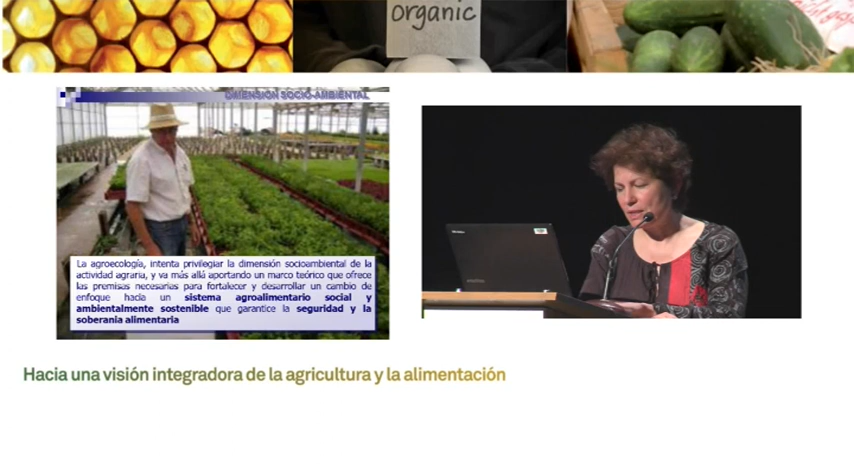 organic
DIMENSIÓN SOCIO-AMBIENTAL
La agroecología, intenta privilegiar la dimensión socioambiental de la
actividad agraria, y va más allá aportando un marco teórico que ofrece
las premisas necesarias para fortalecer y desarrollar un cambio de
enfoque hacia un sistema agroalimentario social y
ambientalmente sostenible que garantice la seguridad y la
soberania alimentaria
Hacia una visión integradora de la agricultura y la alimentación